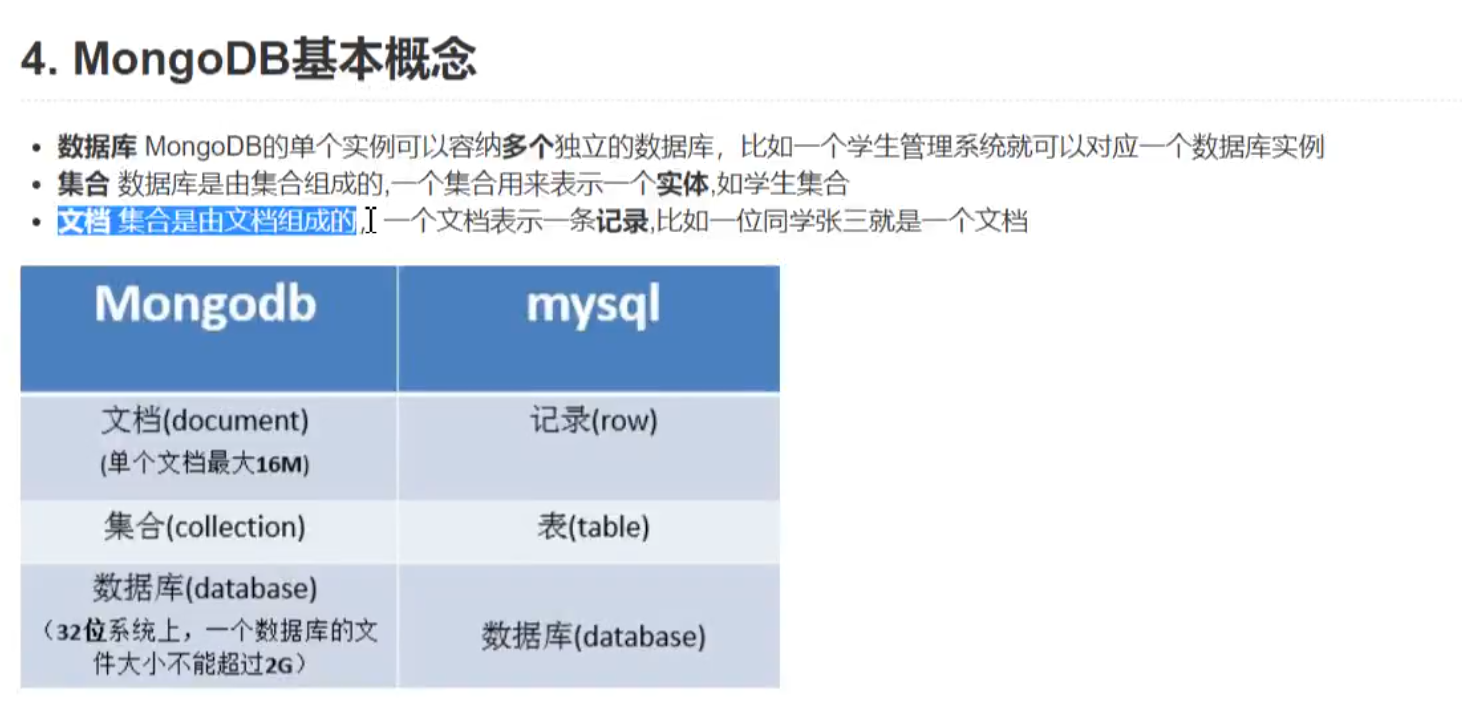 4. MongoDB基本概念
数据库 MongoDB的单个实例可以容纳多个独立的数据库，比如一个学生管理系统就可以对应一个数据库实例
集合 数据库是由集合组成的,一个集合用来表示一个实体,如学生集合
文档 集合是由文档组成的, 一个文档表示一条记录,比如一位同学张三就是一个文档
Mongodb mysql
文档(document) 记录(row)
(单个文档最大16M)
集合(collection) 表(table)
数据库(database)
（32位系统上，一个数据库的文
件大小不能超过2G）
数据库(database)